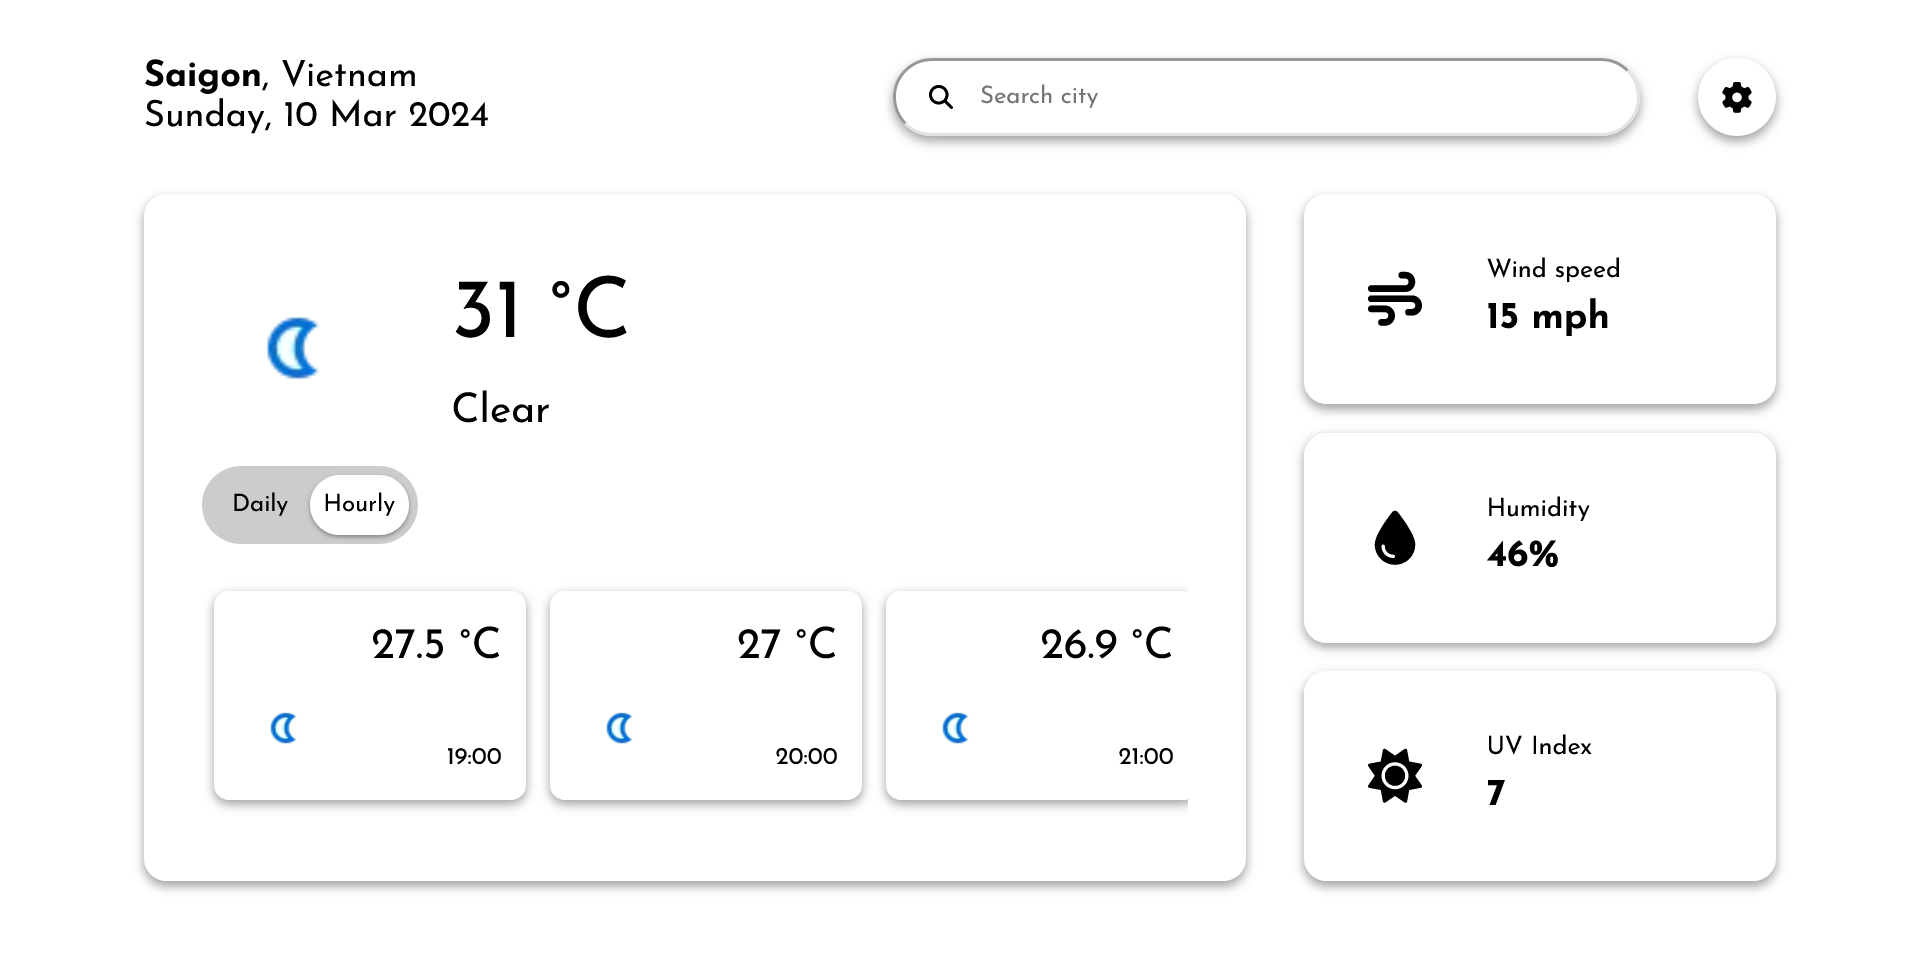 Saigon, Vietnam
Sunday, 10 Mar 2024
Search city
31 °C
Clear
Daily
Hourly
27.5 °C
19:00
27 °C
20:00
26.9 °C
21:00
Wind speed
15 mph
Humidity
46%
UV Index
7